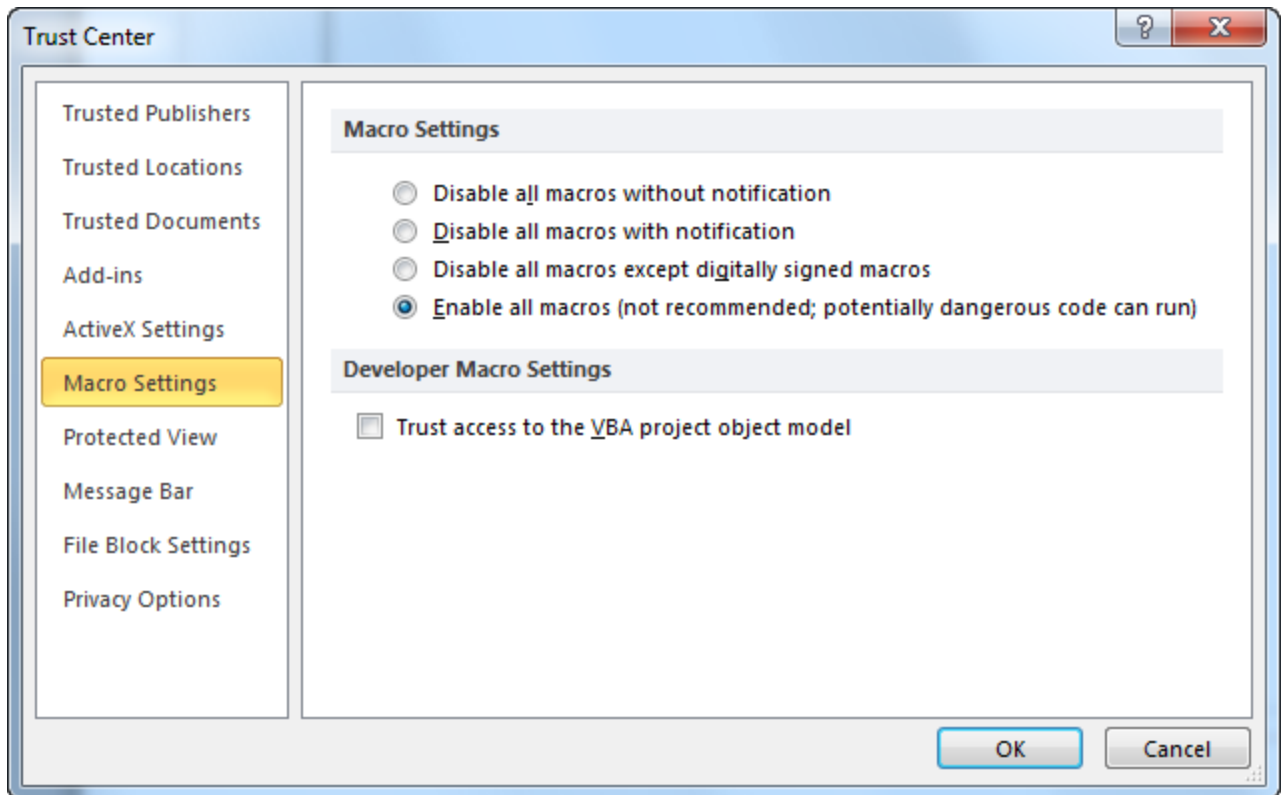 Trust Center
?
X
Trusted Publishers
Trusted Locations
Trusted Documents
Add-ins
ActiveX Settings
Macro Settings
Protected View
Message Bar
File Block Settings
Privacy Options
Macro Settings
Disable all macros without notification
Disable all macros with notification
Disable all macros except digitally signed macros
Enable all macros (not recommended; potentially dangerous code can run)
Developer Macro Settings
Trust access to the VBA project object model
OK
Cancel